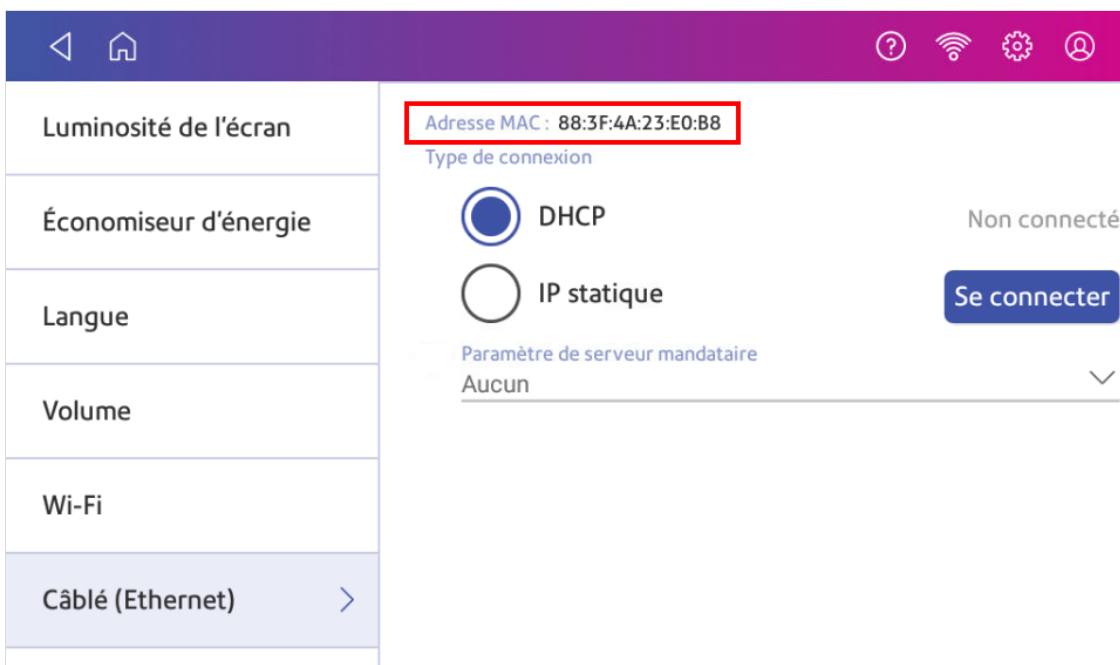 Luminosité de l'écran
Économiseur d'énergie
Langue
Volume
Wi-Fi
Câblé (Ethernet)
Adresse MAC : 88:3F:4A:23:E0:B8
Type de connexion
DHCP
Non connecté
IP statique
Se connecter
Paramètre de serveur mandataire
Aucun